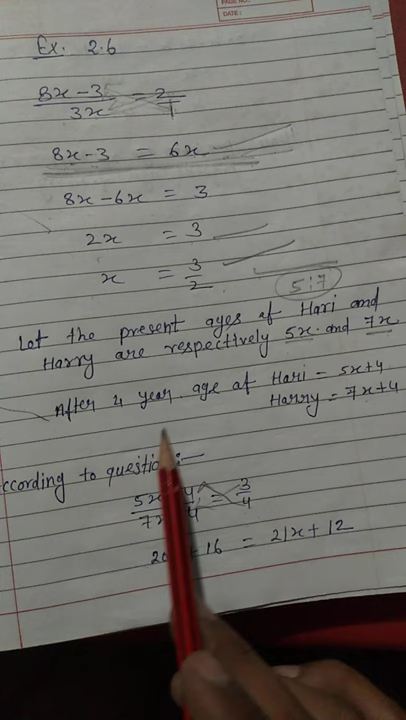 PAGE NO.
DATE:
Ex. 2.6
8x-3 / 3x = 2 / 1
8x-3 = 6x
8x-6x = 3
2x = 3
x = 3/2
5:7
Let the present ages of Hari and
Harry are respectively 5x and 7x
After 4 year age of Hari = 5x+4
Harry = 7x+4
ccording to question:-
5x 4 / 7x 4 = 3 / 4
20 + 16 = 21x+12